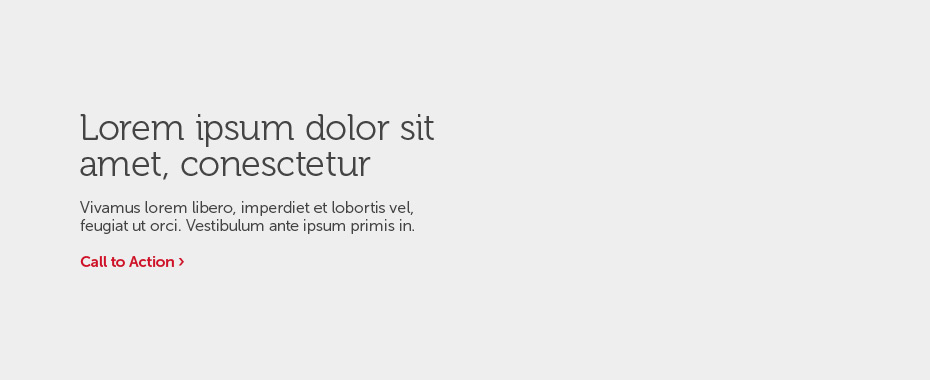 Lorem ipsum dolor sit
amet, conesctetur
Vivamus lorem libero, imperdiet et lobortis vel,
feugiat ut orci. Vestibulum ante ipsum primis in.
Call to Action ›